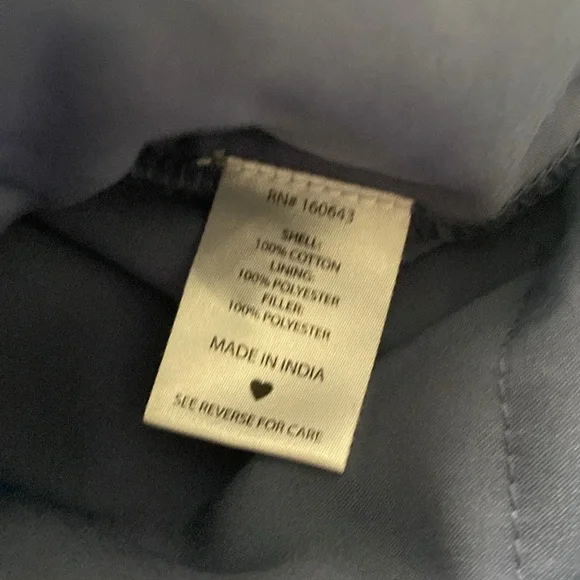 RN# 160643
SHELL:
100% COTTON
LINING:
100% POLYESTER
FILLER:
100% POLYESTER
MADE IN INDIA
SEE REVERSE FOR CARE